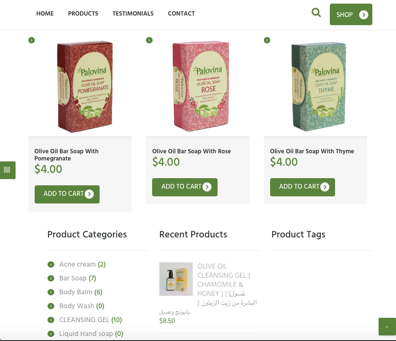 HOME PRODUCTS TESTIMONIALS CONTACT SHOP
Palovina
POMEGRANATE
Palovina
ROSE
Palovina
THYME
Olive Oil Bar Soap With
Pomegranate
$4.00
ADD TO CART
Olive Oil Bar Soap With Rose
$4.00
ADD TO CART
Olive Oil Bar Soap With Thyme
$4.00
ADD TO CART
Product Categories
Acne cream (2)
Bar Soap (7)
Body Balm (6)
Body Wash (0)
CLEANSING GEL (10)
Liquid Hand soap (0)
Recent Products
OLIVE OIL
CLEANSING GEL (
CHAMOMILE &
HONEY ) | غسول
البشرة من زيت الزيتون (
بابونج وعسل
$8.50
Product Tags